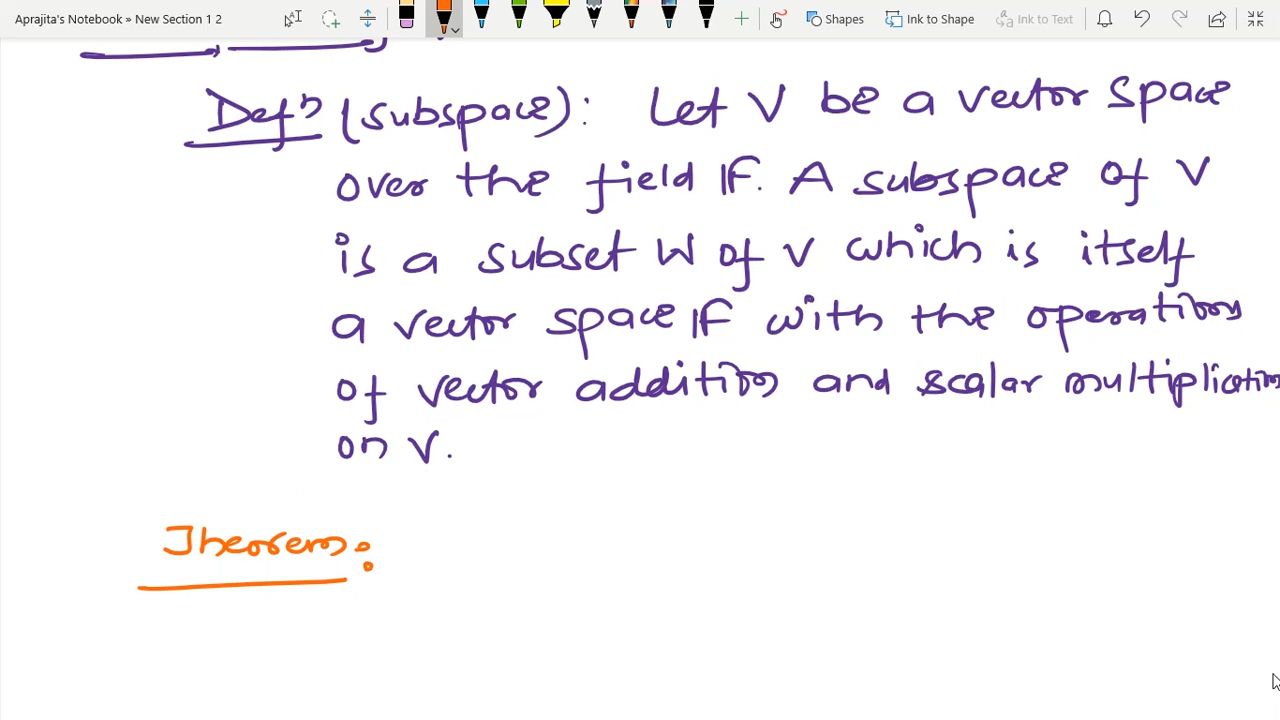 Aprajita's Notebook » New Section 1 2
Shapes
Ink to Shape
Ink to Text
Defⁿ (subspace): Let V be a vector space
over the field IF. A subspace of V
is a subset W of V which is itself
a vector space IF with the operations
of vector addition and scalar multiplication
on V.
Theorem: